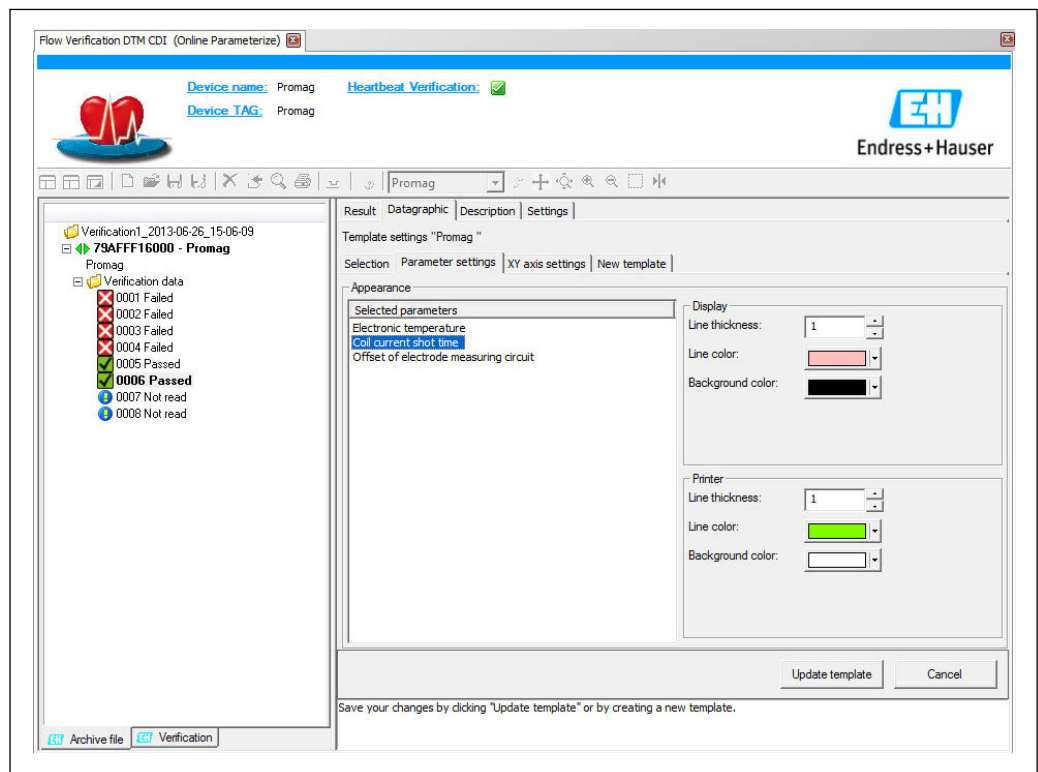 Flow Verification DTM CDI (Online Parameterize)
Device name: Promag Heartbeat Verification:
Device TAG: Promag
EH
Endress+Hauser
Promag
Result Datagraphic Description Settings
Verification1_2013-06-26_15-06-09
79AFFF16000 - Promag
Promag
Verification data
0001 Failed
0002 Failed
0003 Failed
0004 Failed
0005 Passed
0006 Passed
0007 Not read
0008 Not read
Template settings "Promag "
Selection Parameter settings XY axis settings New template
Appearance
Selected parameters
Electronic temperature
Coil current shot time
Offset of electrode measuring circuit
Display
Line thickness: 1
Line color:
Background color:
Printer
Line thickness: 1
Line color:
Background color:
Update template Cancel
Save your changes by clicking "Update template" or by creating a new template.
EH Archive file EH Verification